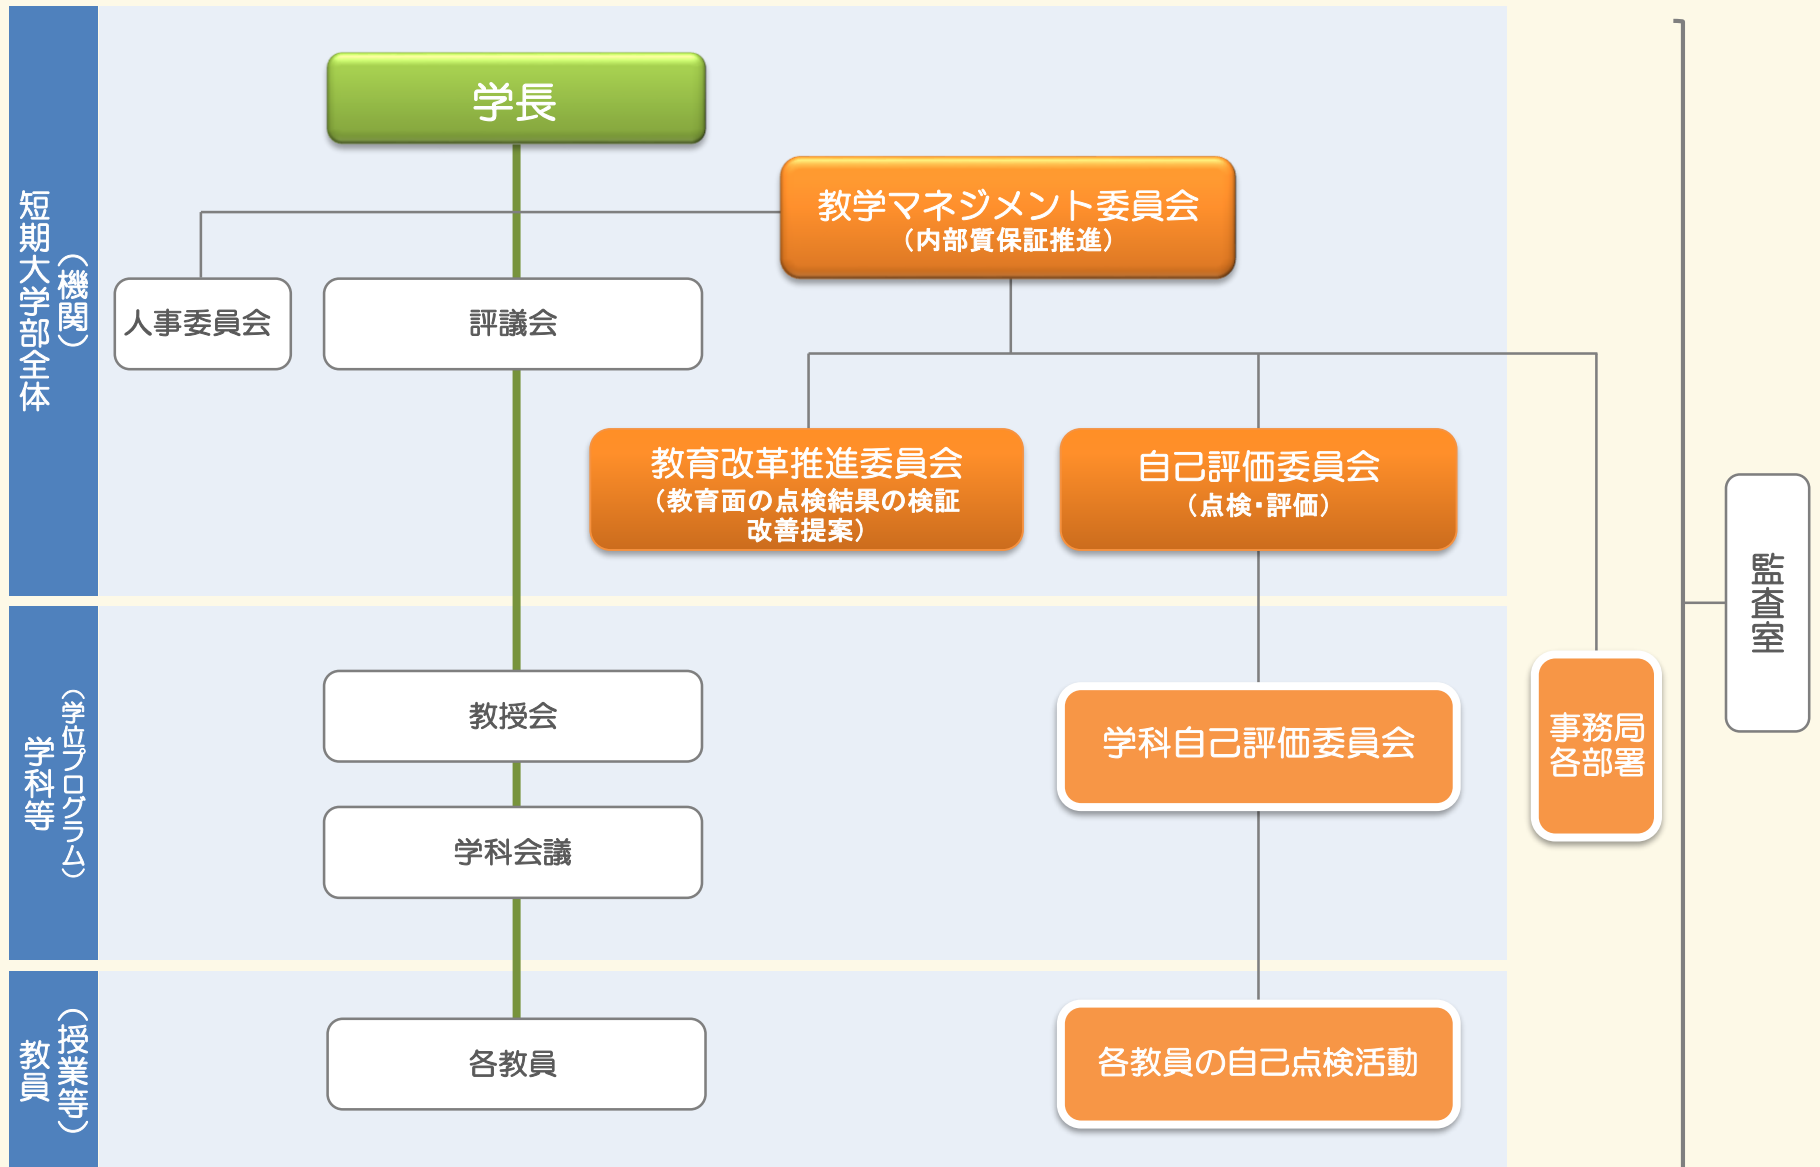 短期大学部全体
（機関）
学長
教学マネジメント委員会
（内部質保証推進）
人事委員会
評議会
教育改革推進委員会
（教育面の点検結果の検証
改善提案）
自己評価委員会
（点検・評価）
監査室
学科等
（学位プログラム）
教授会
学科自己評価委員会
事務局
各部署
学科会議
教員
（授業等）
各教員
各教員の自己点検活動